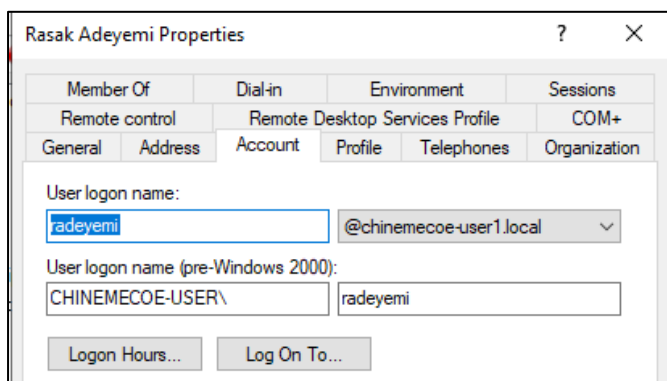 Rasak Adeyemi Properties ? X
Member Of Dial-in Environment Sessions
Remote control Remote Desktop Services Profile COM+
General Address Account Profile Telephones Organization
User logon name:
radeyemi @chinemecoe-user1.local
User logon name (pre-Windows 2000):
CHINEMECOE-USER\ radeyemi
Logon Hours... Log On To...